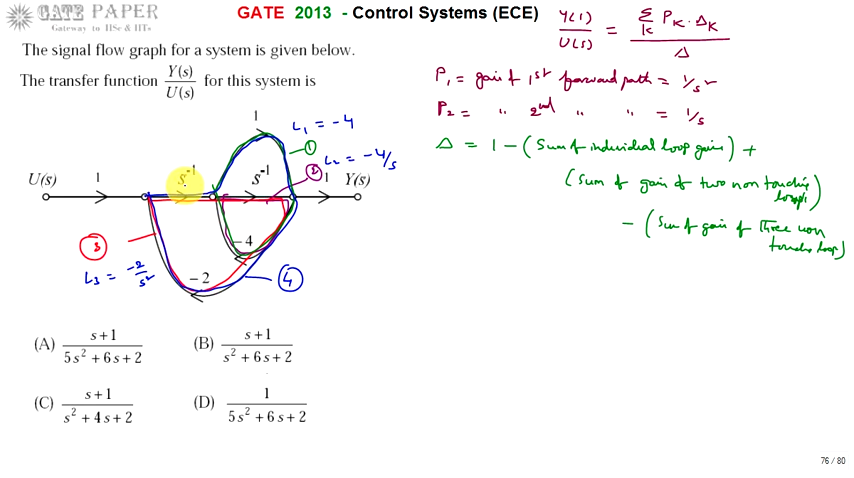 GATE PAPER
Gateway to IISc & IITs
GATE 2013 - Control Systems (ECE)
The signal flow graph for a system is given below.
The transfer function Y(s)/U(s) for this system is
U(s) 1 s⁻¹ s⁻¹ 1 Y(s)
1
-4
-2
L₁ = -4
①
L₂ = -4/s
②
③
L₃ = -2/s²
④
(A) s+1 / 5s²+6s+2
(B) s+1 / s²+6s+2
(C) s+1 / s²+4s+2
(D) 1 / 5s²+6s+2
Y(s)/U(s) = Σ_K P_K · Δ_K / Δ
P₁ = gain of 1st forward path = 1/s²
P₂ = " 2nd " " = 1/s
Δ = 1 - (Sum of individual loop gain) +
(Sum of gain of two non touching loops)
- (Sum of gain of three non touching loop)
76 / 80